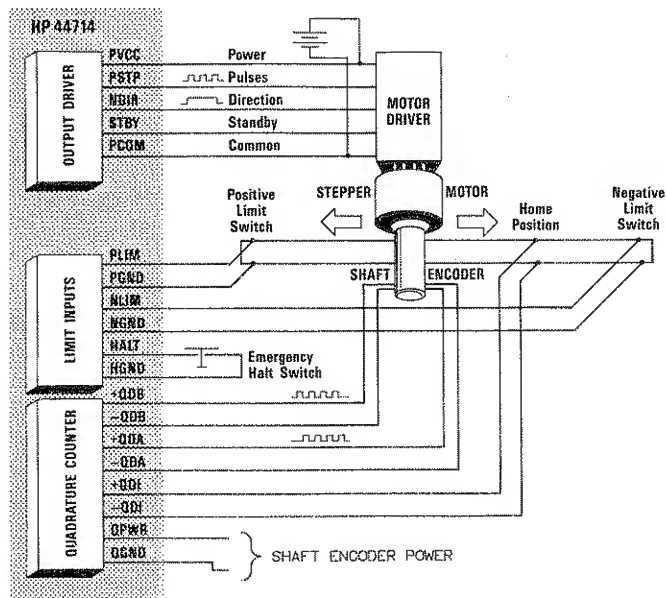 HP 44714
OUTPUT DRIVER
PVCC Power
PSTP Pulses
NDIR Direction
STBY Standby
PCOM Common
MOTOR DRIVER
STEPPER MOTOR
Positive Limit Switch
Home Position
Negative Limit Switch
SHAFT ENCODER
LIMIT INPUTS
PLIM
PGND
NLIM
NGND
HALT
HGND
Emergency Halt Switch
QUADRATURE COUNTER
+QDB
−QDB
+QDA
−QDA
+QDI
−QDI
QPWR
QGND
SHAFT ENCODER POWER